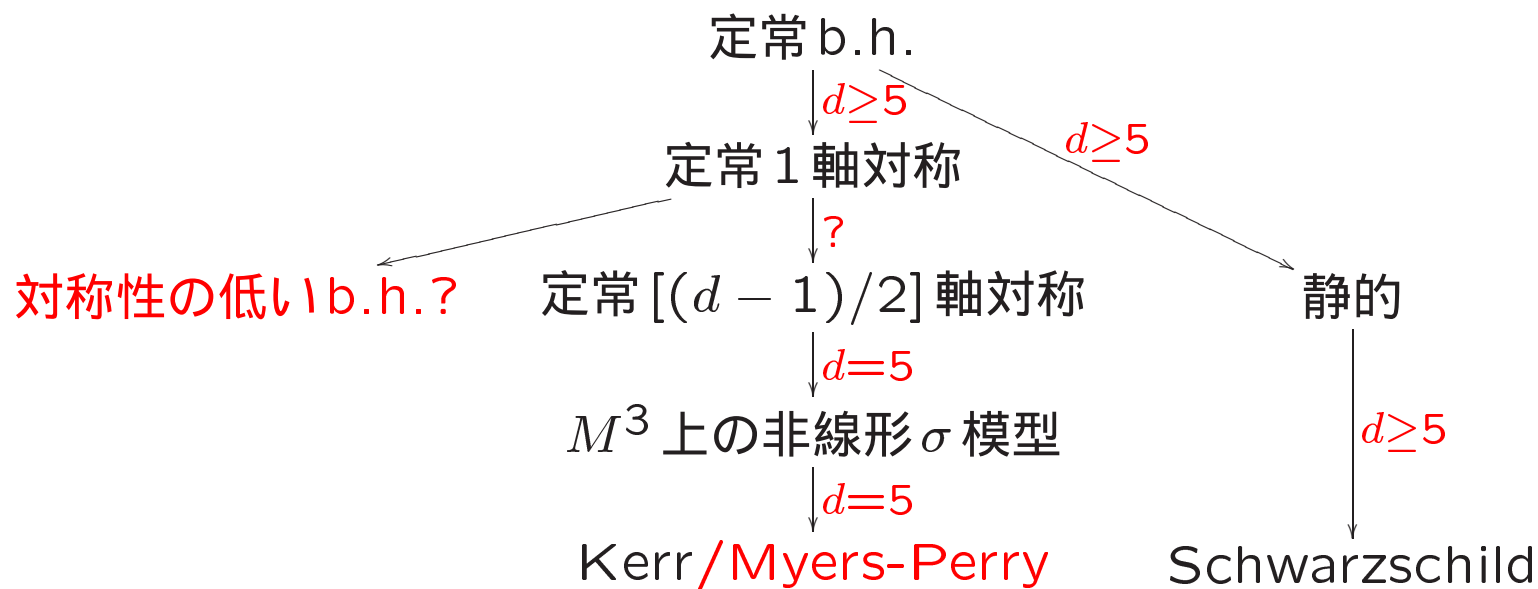 定常b.h.
d≥5
d≥5
定常1軸対称
?
対称性の低いb.h.?
定常[(d − 1)/2]軸対称
静的
d=5
M³上の非線形σ模型
d≥5
d=5
Kerr/Myers-Perry
Schwarzschild